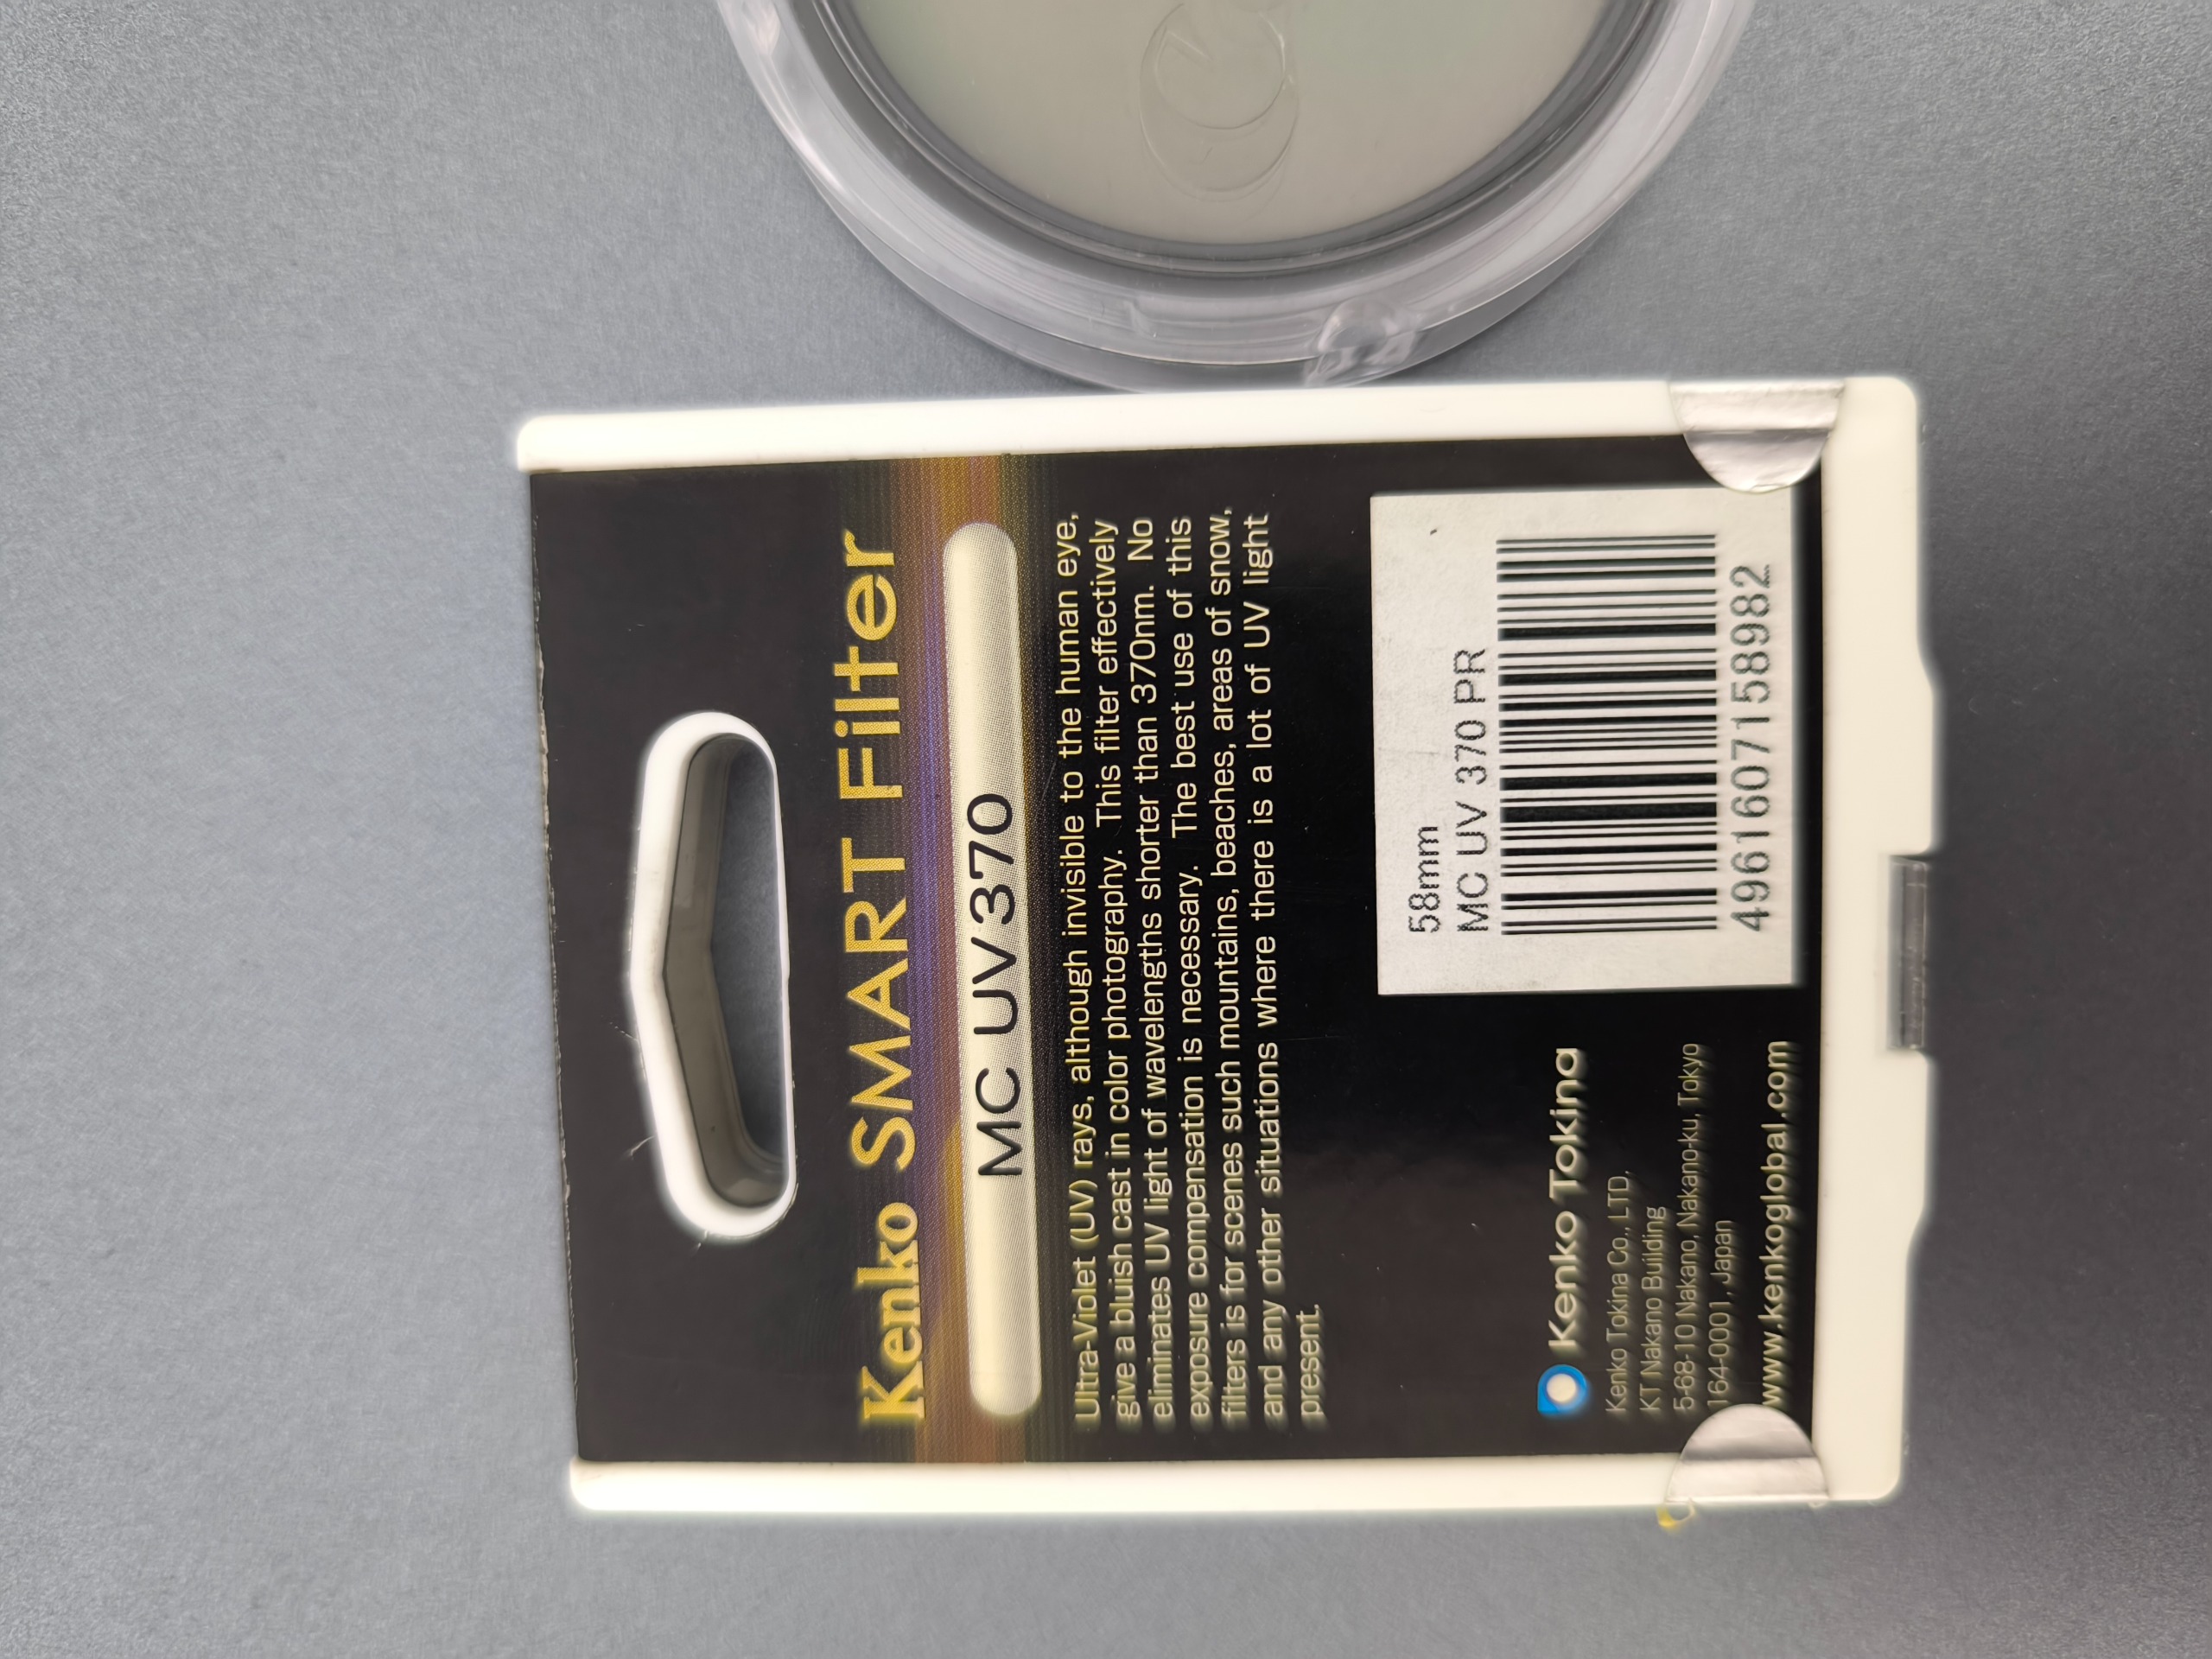 Kenko SMART Filter
MC UV370
Ultra-Violet (UV) rays, although invisible to the human eye,
give a bluish cast in color photography. This filter effectively
eliminates UV light of wavelengths shorter than 370nm. No
exposure compensation is necessary. The best use of this
filters is for scenes such mountains, beaches, areas of snow,
and any other situations where there is a lot of UV light
present.
58mm
MC UV 370 PR
4961607158982
Kenko Tokina
Kenko Tokina Co., LTD.
KT Nakano Building
5-68-10 Nakano, Nakano-ku, Tokyo
164-0001, Japan
www.kenkoglobal.com